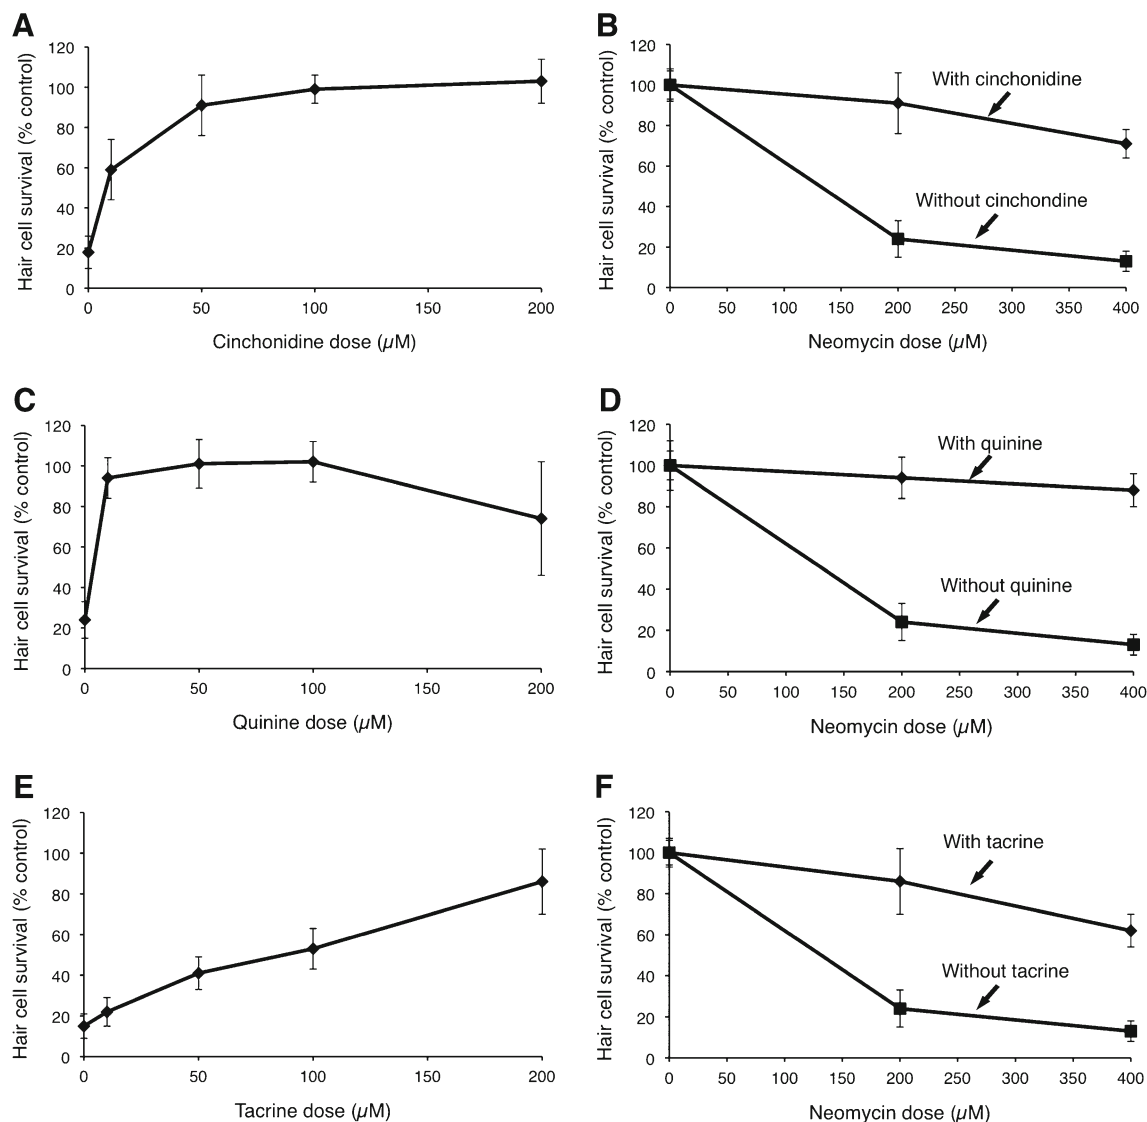 A
Hair cell survival (% control)
120
100
80
60
40
20
0
0 50 100 150 200
Cinchonidine dose (µM)
B
Hair cell survival (% control)
120
100
80
60
40
20
0
With cinchonidine
Without cinchondine
0 50 100 150 200 250 300 350 400
Neomycin dose (µM)
C
Hair cell survival (% control)
120
100
80
60
40
20
0
0 50 100 150 200
Quinine dose (µM)
D
Hair cell survival (% control)
120
100
80
60
40
20
0
With quinine
Without quinine
0 50 100 150 200 250 300 350 400
Neomycin dose (µM)
E
Hair cell survival (% control)
120
100
80
60
40
20
0
0 50 100 150 200
Tacrine dose (µM)
F
Hair cell survival (% control)
120
100
80
60
40
20
0
With tacrine
Without tacrine
0 50 100 150 200 250 300 350 400
Neomycin dose (µM)